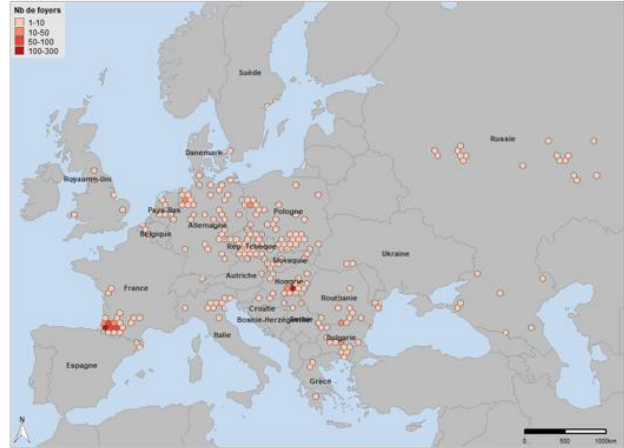 Nb de foyers
1-10
10-50
50-100
100-300
Suède
Russie
Danemark
Royaume-Uni
Pays-Bas
Pologne
Allemagne
Belgique
Rép. Tchèque
Ukraine
Slovaquie
Autriche
Hongrie
France
Roumanie
Croatie
Bosnie-Herzégovine
Serbie
Bulgarie
Italie
Espagne
Grèce
N
0 500 1000km